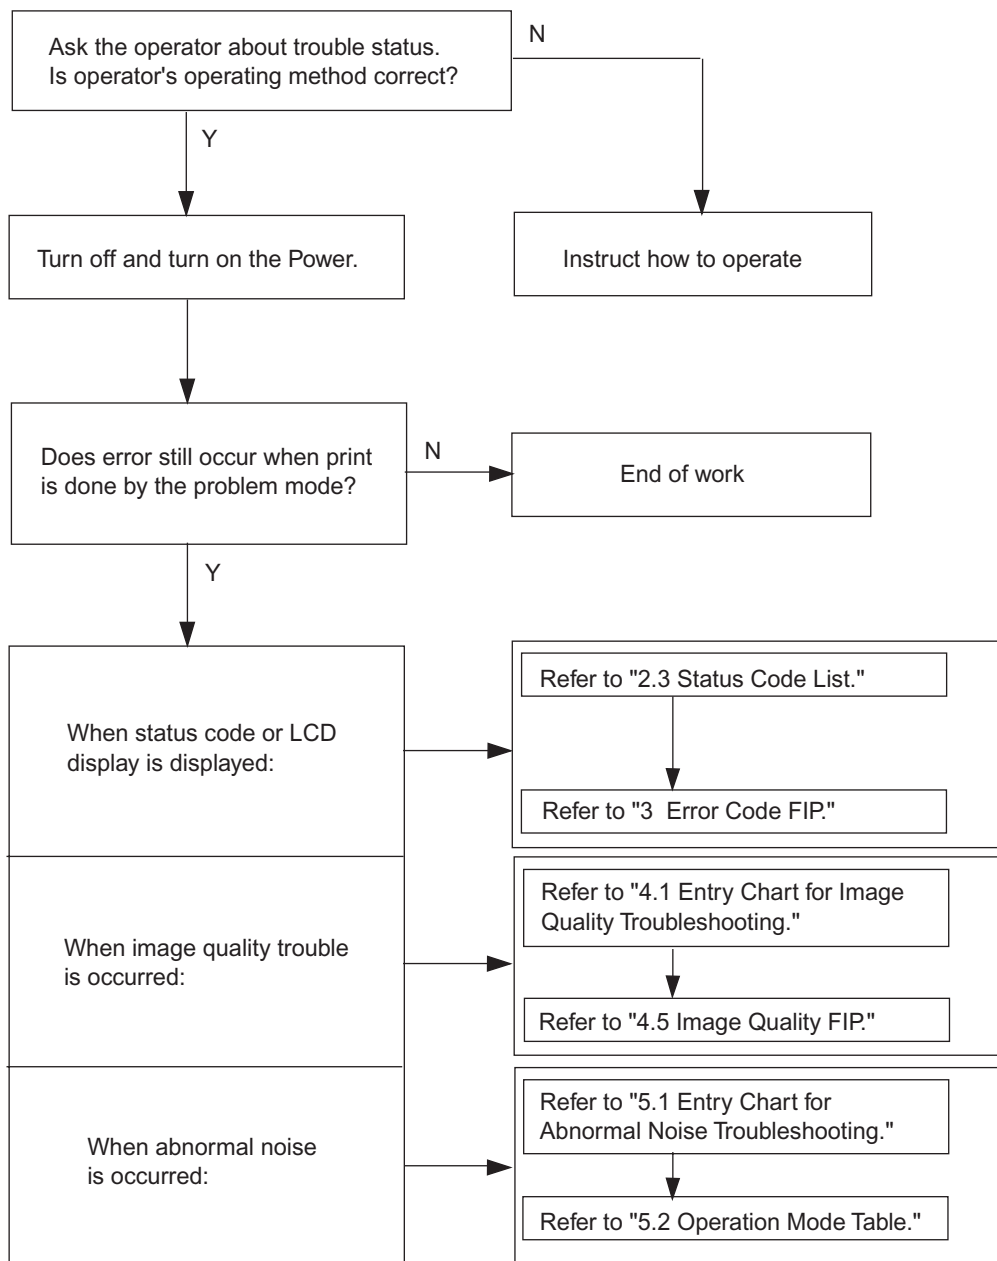 Ask the operator about trouble status.
Is operator's operating method correct?
N
Y
Turn off and turn on the Power.
Instruct how to operate
Does error still occur when print
is done by the problem mode?
N
End of work
Y
When status code or LCD
display is displayed:
Refer to "2.3 Status Code List."
Refer to "3  Error Code FIP."
When image quality trouble
is occurred:
Refer to "4.1 Entry Chart for Image
Quality Troubleshooting."
Refer to "4.5 Image Quality FIP."
When abnormal noise
is occurred:
Refer to "5.1 Entry Chart for
Abnormal Noise Troubleshooting."
Refer to "5.2 Operation Mode Table."